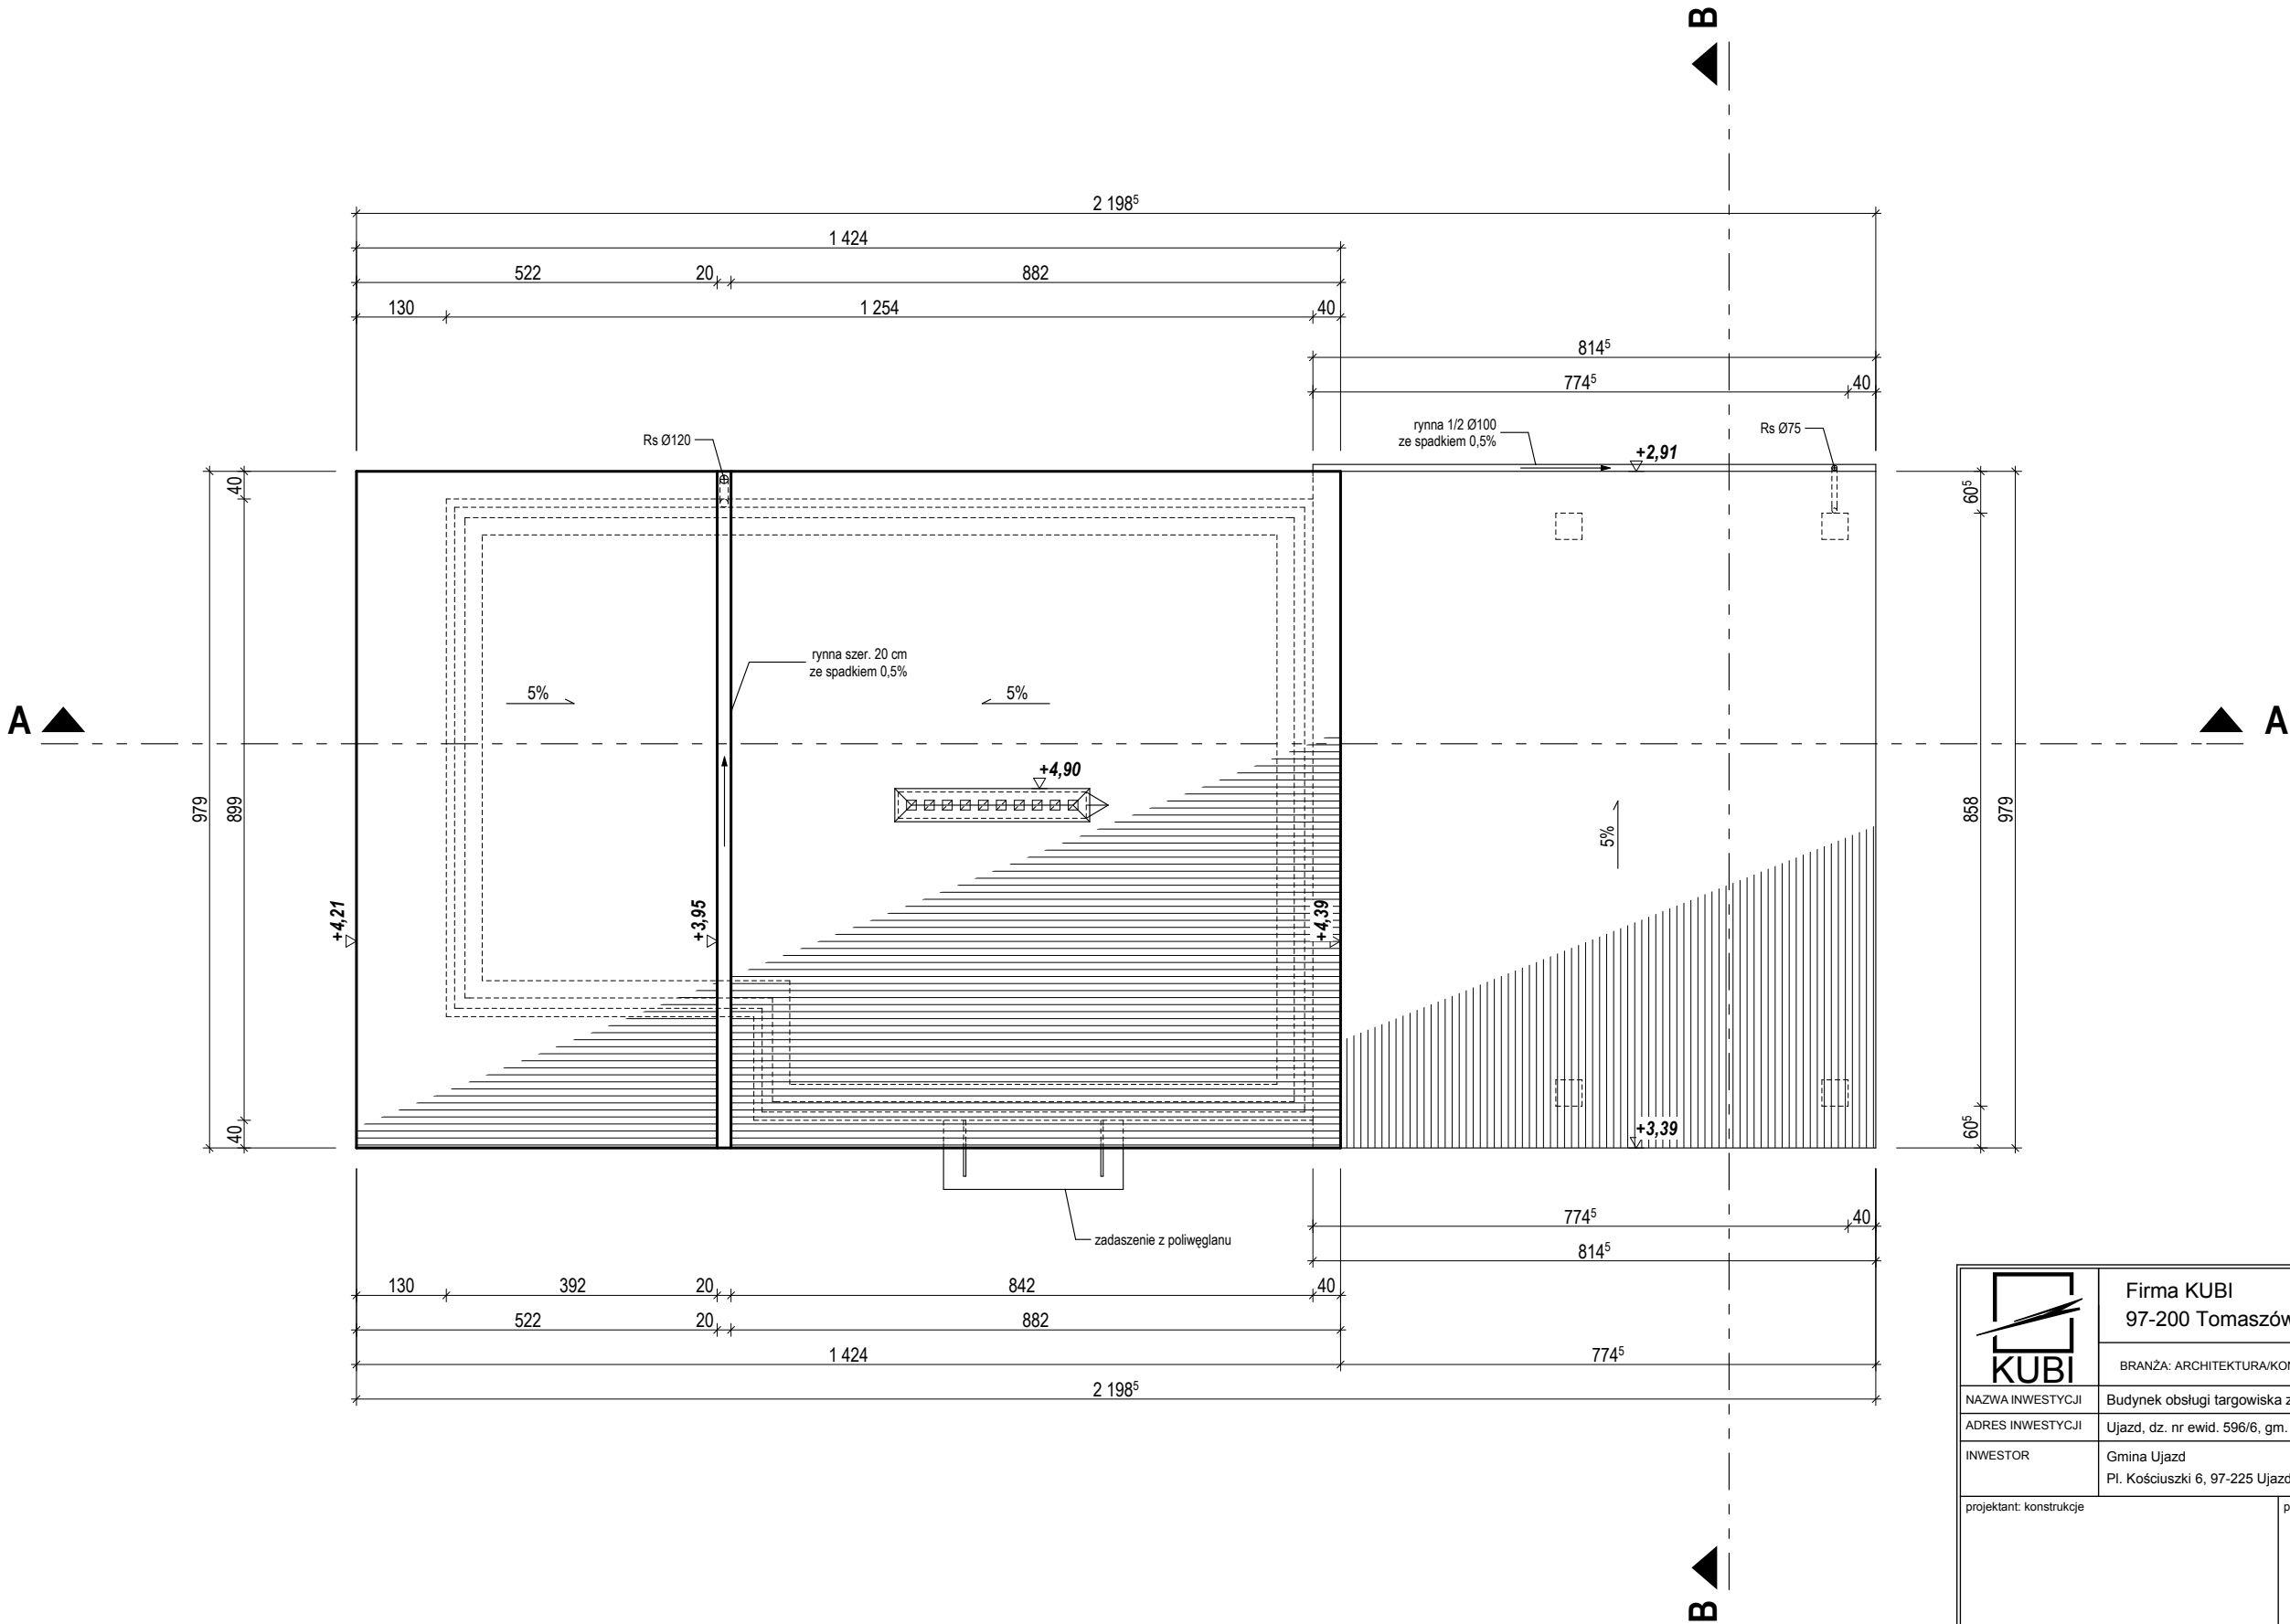 B
2 198⁵
1 424
522 20 882
130 1 254 40
814⁵
774⁵ 40
Rs Ø120
rynna 1/2 Ø100
ze spadkiem 0,5%
+2,91
Rs Ø75
40
60⁵
rynna szer. 20 cm
ze spadkiem 0,5%
5%
5%
A
A
+4,90
979
899
5%
858
979
+4,21
+3,95
+4,39
40
+3,39
60⁵
zadaszenie z poliwęglanu
774⁵ 40
814⁵
130 392 20 842 40
522 20 882
1 424 774⁵
2 198⁵
B
KUBI
Firma KUBI
97-200 Tomaszów
BRANŻA: ARCHITEKTURA/KON
NAZWA INWESTYCJI Budynek obsługi targowiska z
ADRES INWESTYCJI Ujazd, dz. nr ewid. 596/6, gm.
INWESTOR Gmina Ujazd
Pl. Kościuszki 6, 97-225 Ujazd
projektant: konstrukcje p